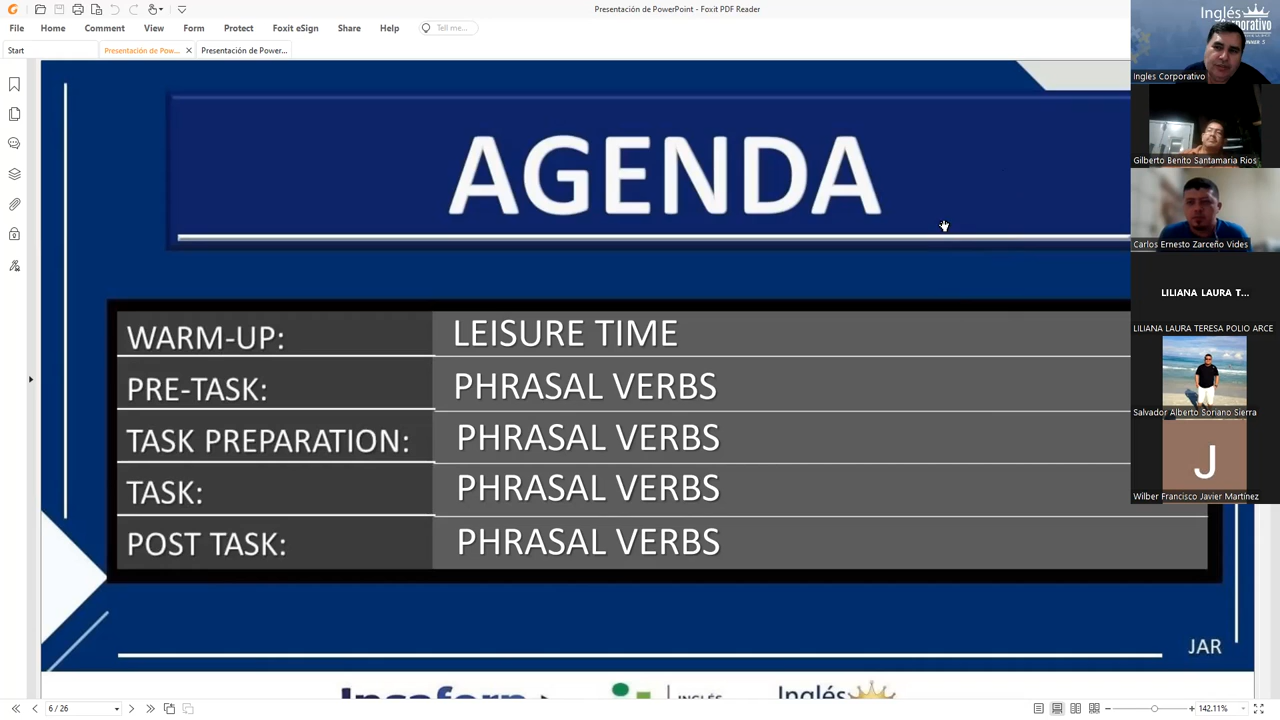 Presentación de PowerPoint - Foxit PDF Reader
File Home Comment View Form Protect Foxit eSign Share Help Tell me...
Start Presentación de Pow... Presentación de Power...
AGENDA
WARM-UP: LEISURE TIME
PRE-TASK: PHRASAL VERBS
TASK PREPARATION: PHRASAL VERBS
TASK: PHRASAL VERBS
POST TASK: PHRASAL VERBS
JAR
INGLÉS
Inglés
6 / 26
142.11%
Inglés
Corporativo
Ingles Corporativo
Gilberto Benito Santamaria Rios
Carlos Ernesto Zarceño Vides
LILIANA LAURA T...
LILIANA LAURA TERESA POLIO ARCE
Salvador Alberto Soriano Sierra
J
Wilber Francisco Javier Martínez